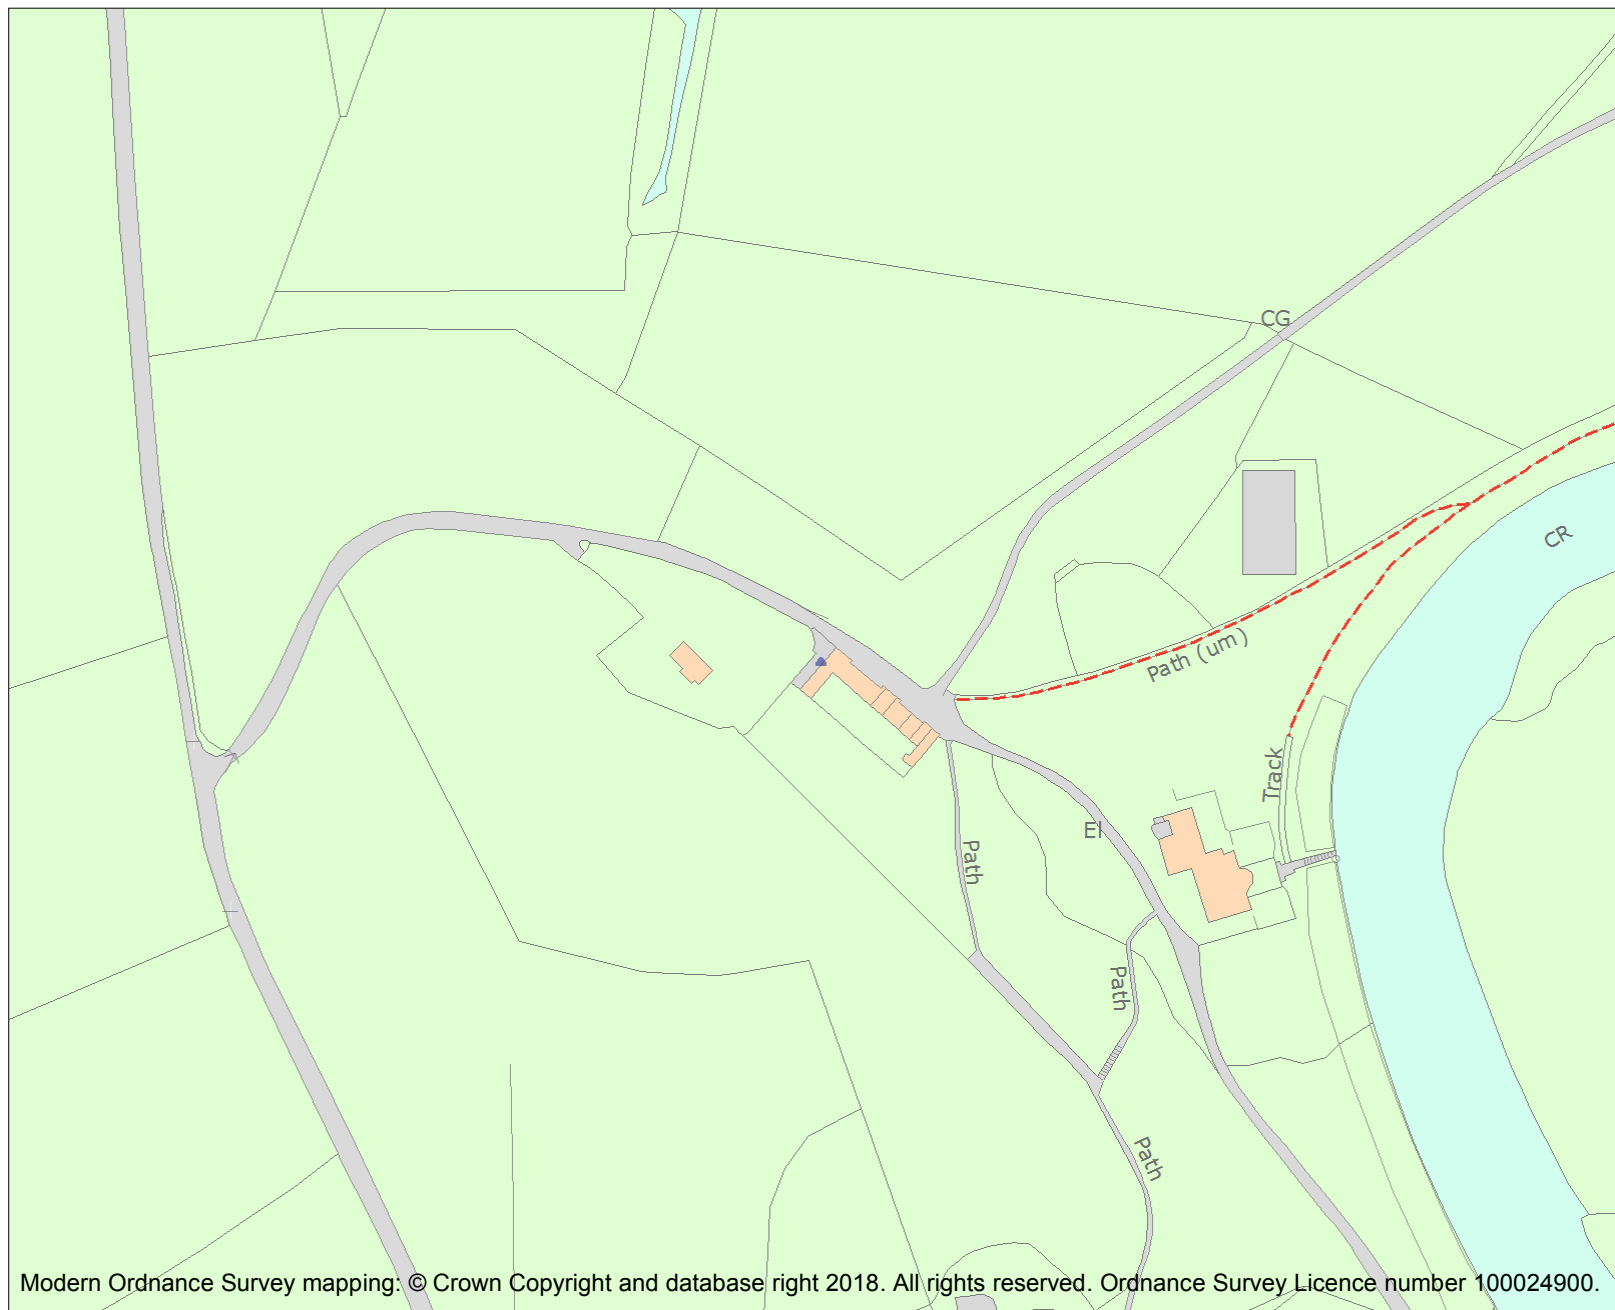 CG
CR
Path (um)
Track
El
Path
Path
Path
Modern Ordnance Survey mapping: © Crown Copyright and database right 2018. All rights reserved. Ordnance Survey Licence number 100024900.